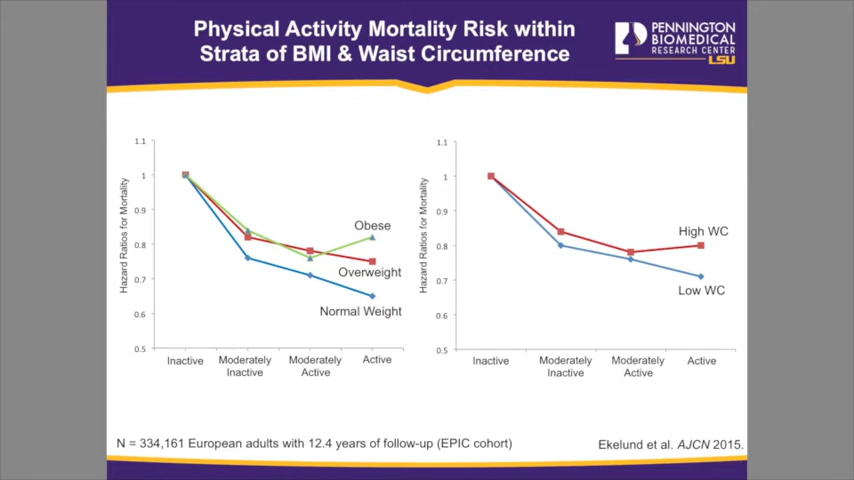 Physical Activity Mortality Risk within
Strata of BMI & Waist Circumference
PENNINGTON
BIOMEDICAL
RESEARCH CENTER
LSU
1.1
1
0.9
0.8
0.7
0.6
0.5
Hazard Ratios for Mortality
Obese
Overweight
Normal Weight
Inactive
Moderately
Inactive
Moderately
Active
Active
1.1
1
0.9
0.8
0.7
0.6
0.5
Hazard Ratios for Mortality
High WC
Low WC
Inactive
Moderately
Inactive
Moderately
Active
Active
N = 334,161 European adults with 12.4 years of follow-up (EPIC cohort)
Ekelund et al. AJCN 2015.